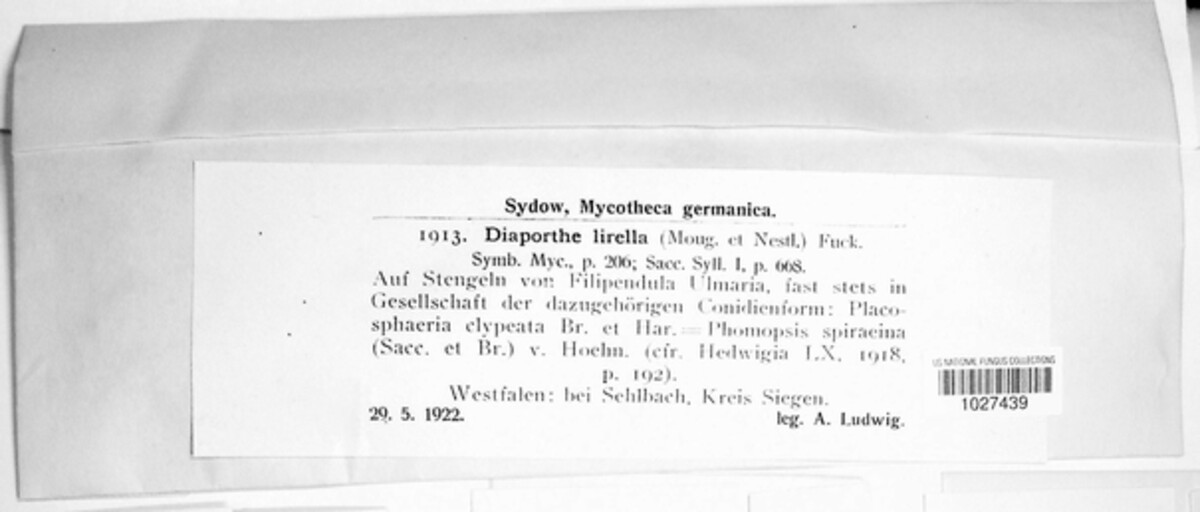 Sydow, Mycotheca germanica.
1913. Diaporthe lirella (Moug. et Nestl.) Fuck.
Symb. Myc., p. 206; Sacc. Syll. I, p. 668.
Auf Stengeln von Filipendula Ulmaria, fast stets in
Gesellschaft der dazugehörigen Conidienform: Placo-
sphaeria clypeata Br. et Har. = Phomopsis spiraeina
(Sacc. et Br.) v. Hoehn. (cfr. Hedwigia LX, 1918,
p. 192).
Westfalen: bei Sehlbach, Kreis Siegen.
29. 5. 1922. leg. A. Ludwig.
US NATIONAL FUNGUS COLLECTIONS
1027439